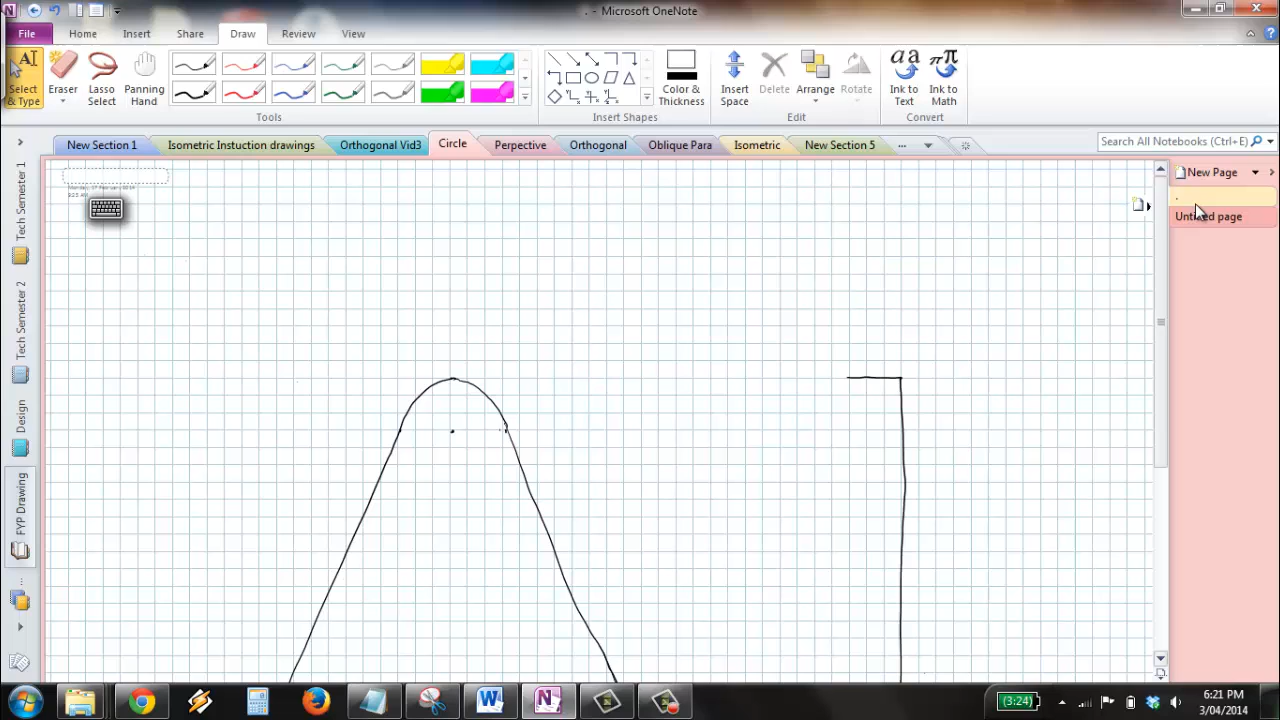 . - Microsoft OneNote
File Home Insert Share Draw Review View
Select & Type
Eraser
Lasso Select
Panning Hand
Color & Thickness
Insert Space
Delete
Arrange
Rotate
Ink to Text
Ink to Math
Tools
Insert Shapes
Edit
Convert
New Section 1
Isometric Instuction drawings
Orthogonal Vid3
Circle
Perspective
Orthogonal
Oblique Para
Isometric
New Section 5
...
Search All Notebooks (Ctrl+E)
New Page
.
Untitled page
Tech Semester 1
Tech Semester 2
Design
FYP Drawing
(3:24)
6:21 PM
3/04/2014